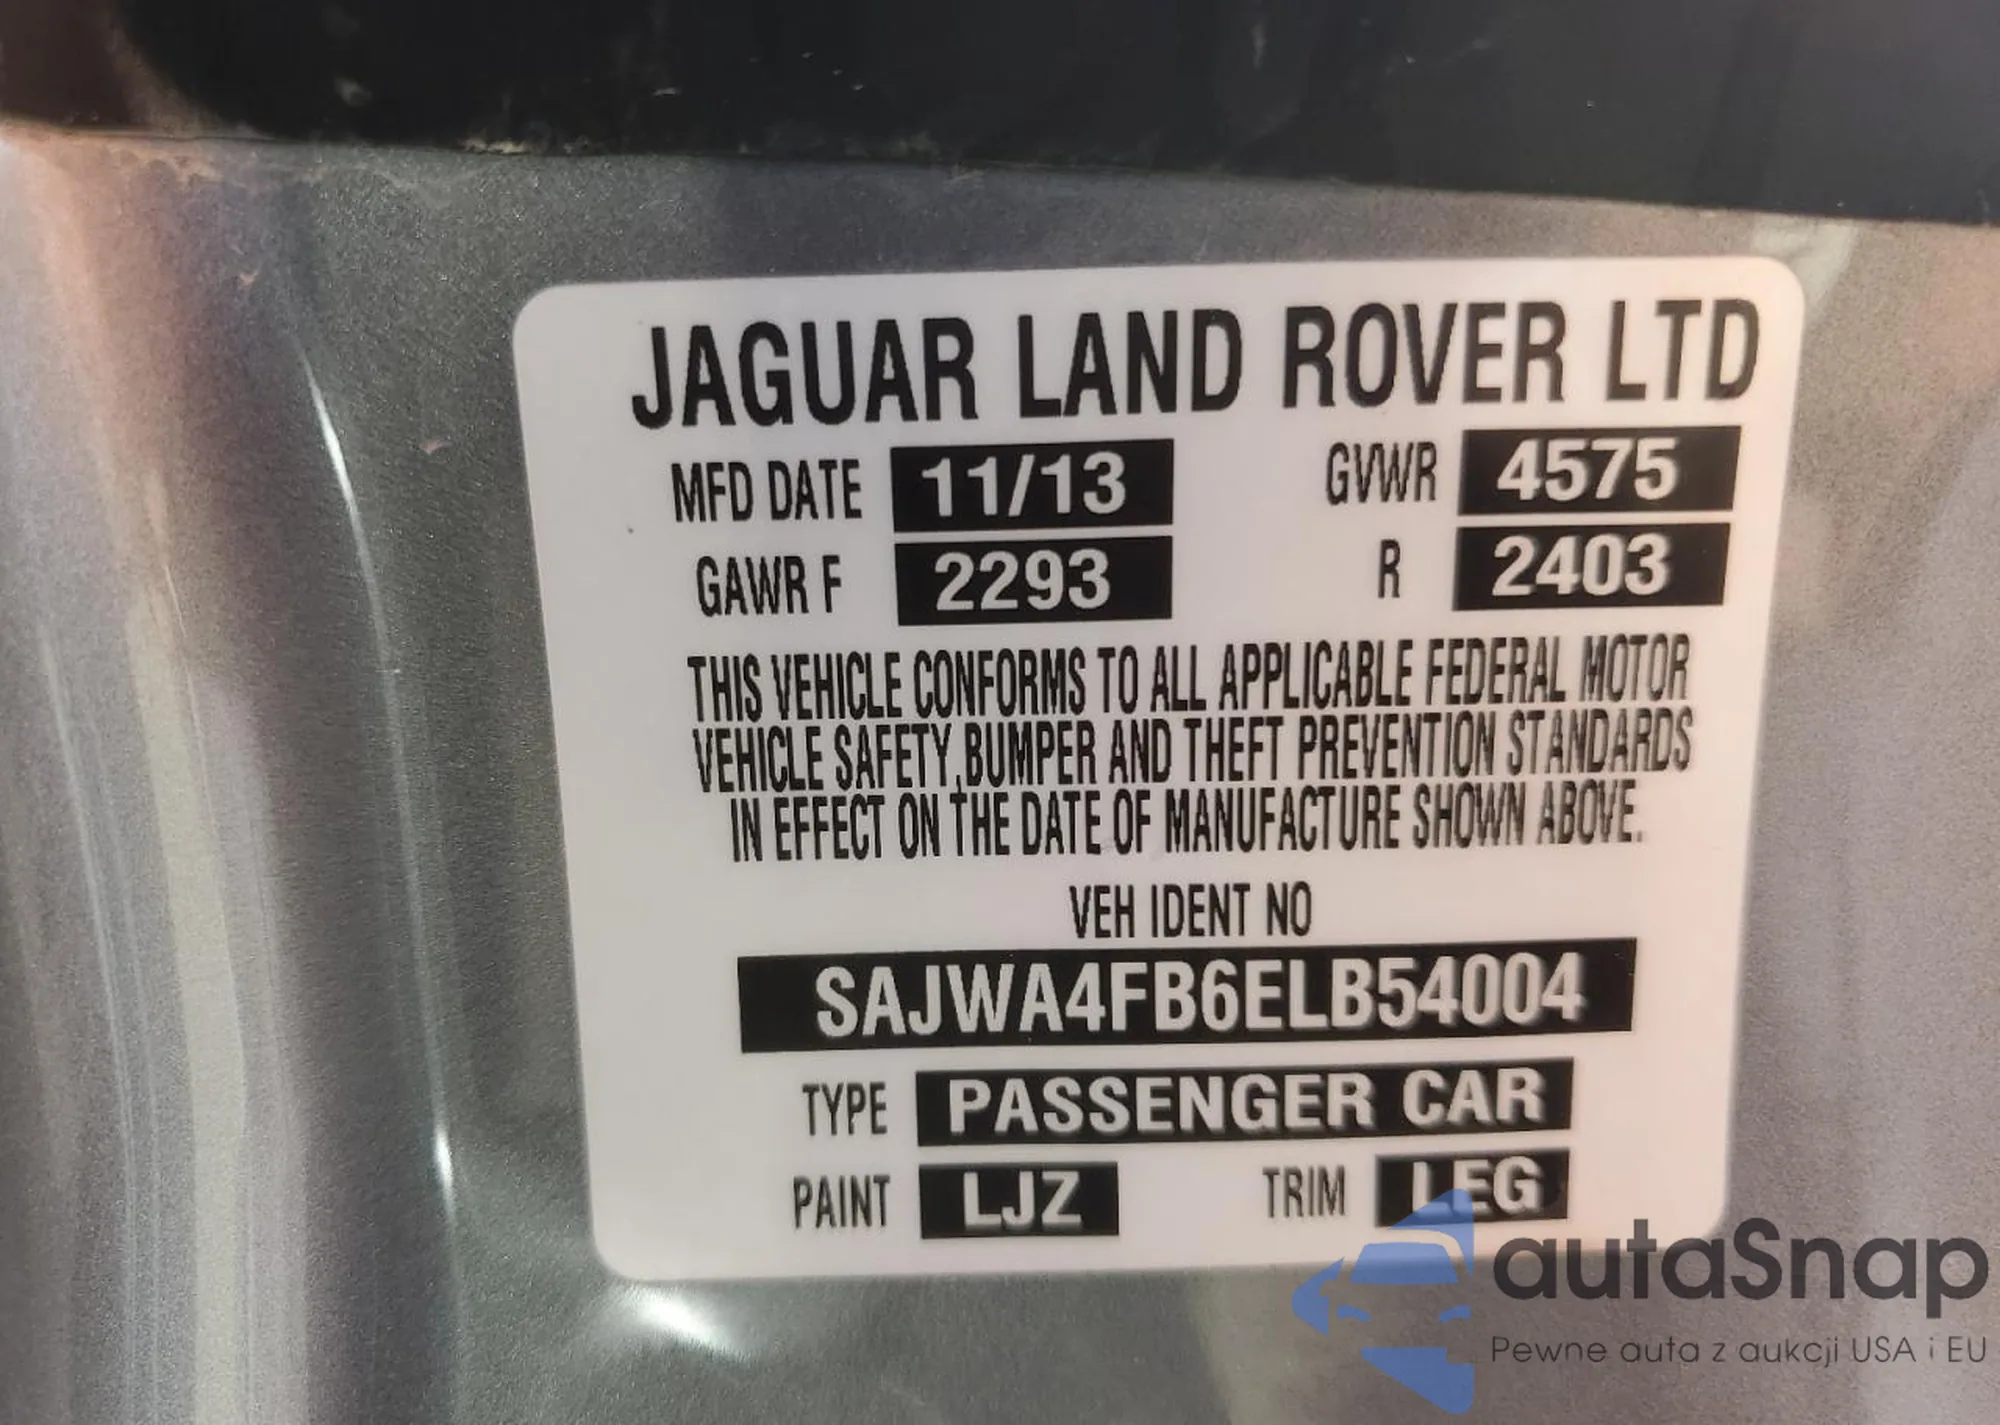 JAGUAR LAND ROVER LTD
MFD DATE 11/13 GVWR 4575
GAWR F 2293 R 2403
THIS VEHICLE CONFORMS TO ALL APPLICABLE FEDERAL MOTOR
VEHICLE SAFETY,BUMPER AND THEFT PREVENTION STANDARDS
IN EFFECT ON THE DATE OF MANUFACTURE SHOWN ABOVE.
VEH IDENT NO
SAJWA4FB6ELB54004
TYPE PASSENGER CAR
PAINT LJZ TRIM LEG
autaSnap
Pewne auta z aukcji USA i EU